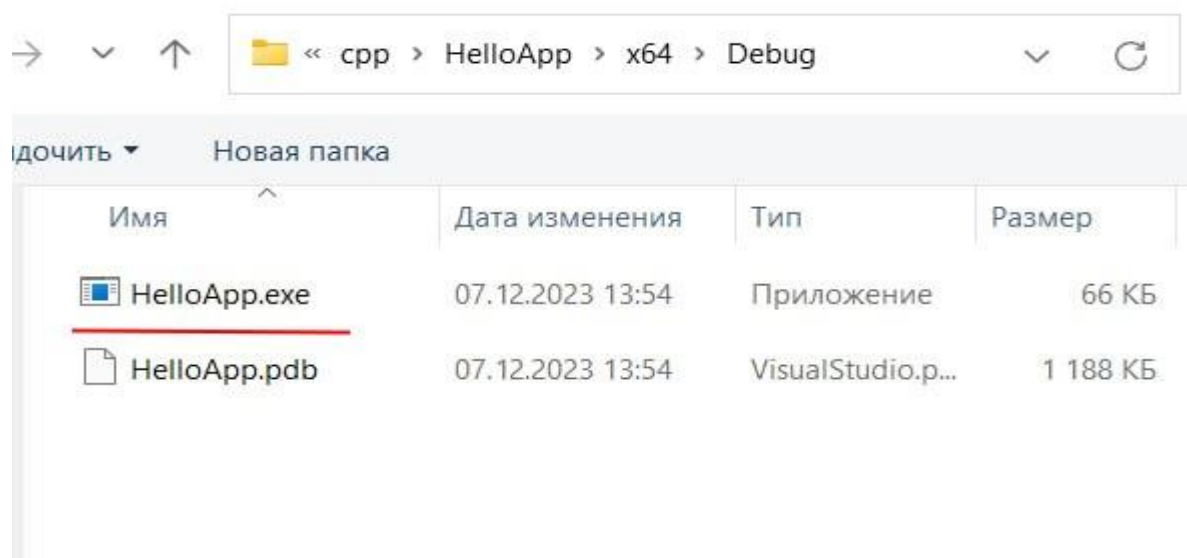 « cpp > HelloApp > x64 > Debug
дочить Новая папка
Имя Дата изменения Тип Размер
HelloApp.exe 07.12.2023 13:54 Приложение 66 КБ
HelloApp.pdb 07.12.2023 13:54 VisualStudio.p... 1 188 КБ